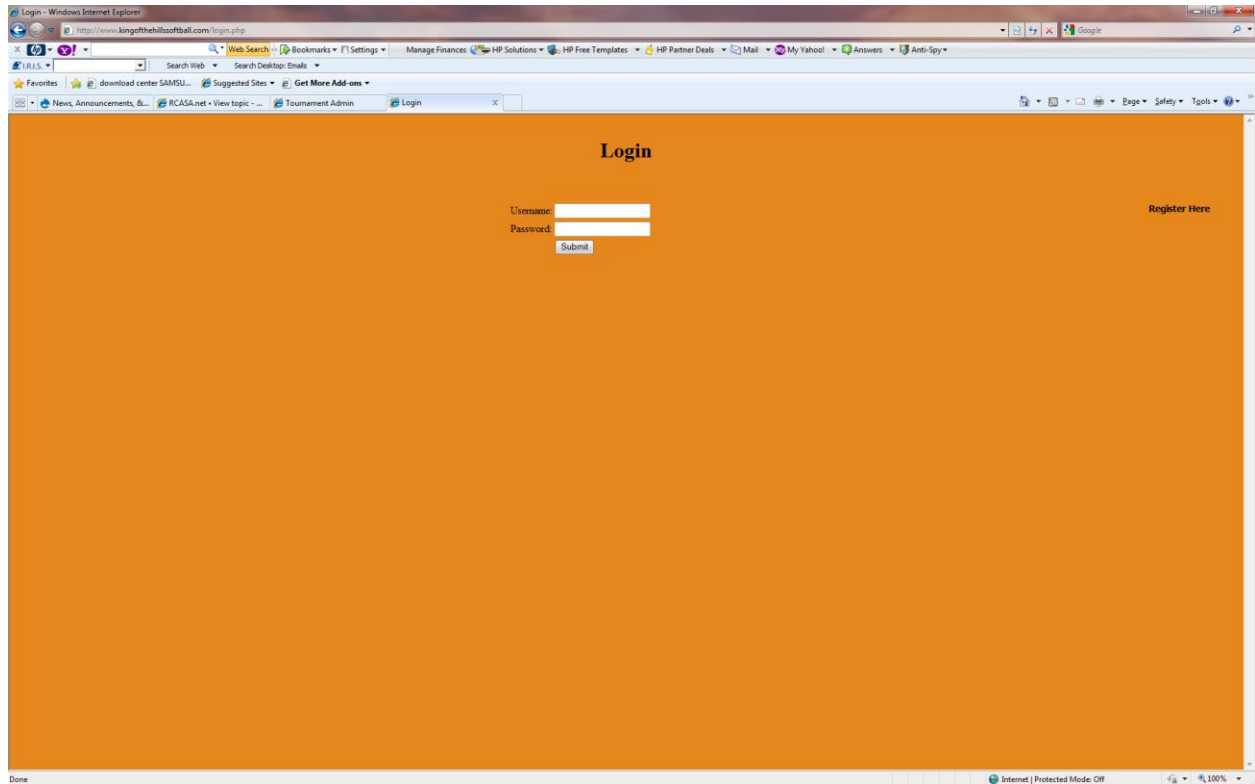 Login - Windows Internet Explorer
http://www.kingofthehillssoftball.com/login.php
Google
Web Search Bookmarks Settings Manage Finances HP Solutions HP Free Templates HP Partner Deals Mail My Yahoo! Answers Anti-Spy
I.R.I.S. Search Web Search Desktop: Emails
Favorites download center SAMSU... Suggested Sites Get More Add-ons
News, Announcements, &... RCASA.net • View topic - ... Tournament Admin Login Page Safety Tools
Login
Username:
Register Here
Password:
Submit
Done Internet | Protected Mode: Off 100%